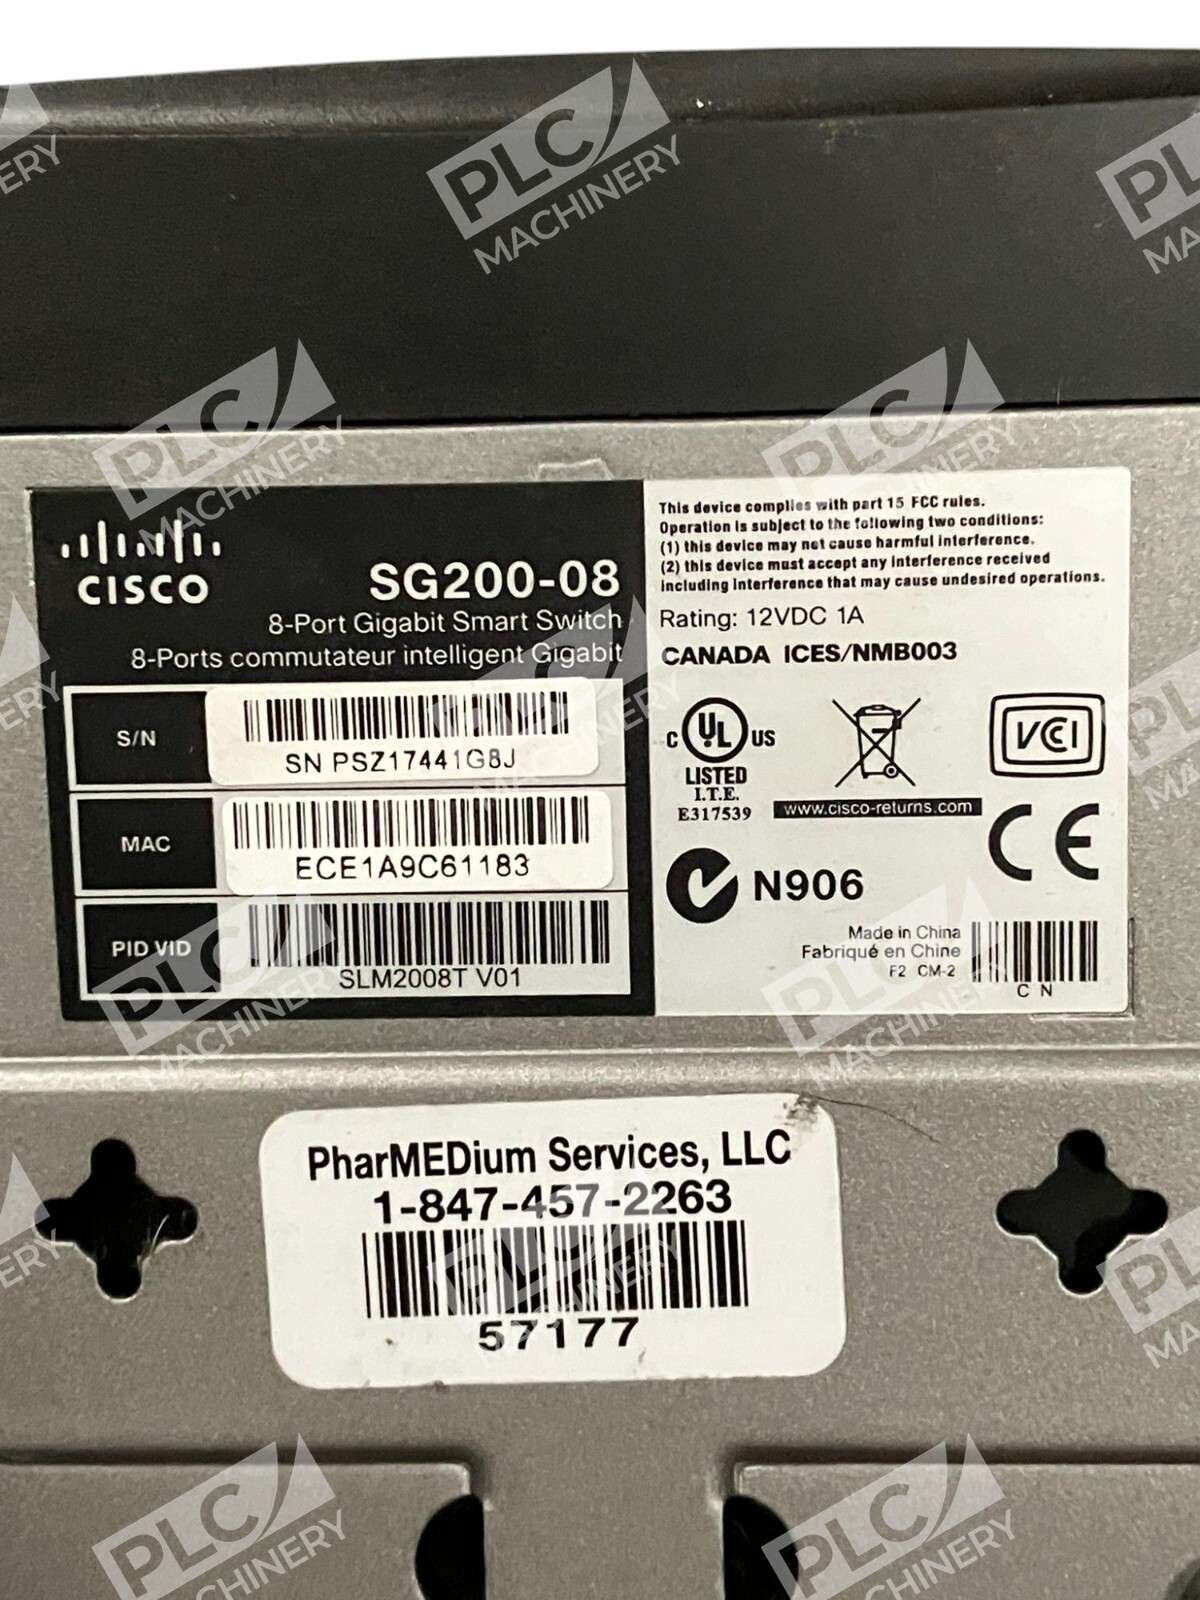 PLC
MACHINERY
CISCO
SG200-08
8-Port Gigabit Smart Switch
8-Ports commutateur intelligent Gigabit
S/N
SN PSZ17441G8J
MAC
ECE1A9C61183
PID VID
SLM2008T V01
This device complies with part 15 FCC rules.
Operation is subject to the following two conditions:
(1) this device may not cause harmful interference.
(2) this device must accept any interference received
including interference that may cause undesired operations.
Rating: 12VDC 1A
CANADA ICES/NMB003
C UL US
LISTED
I.T.E.
E317539
www.cisco-returns.com
VCCI
CE
N906
Made in China
Fabriqué en Chine
F2 CM-2
C N
PharMEDium Services, LLC
1-847-457-2263
57177